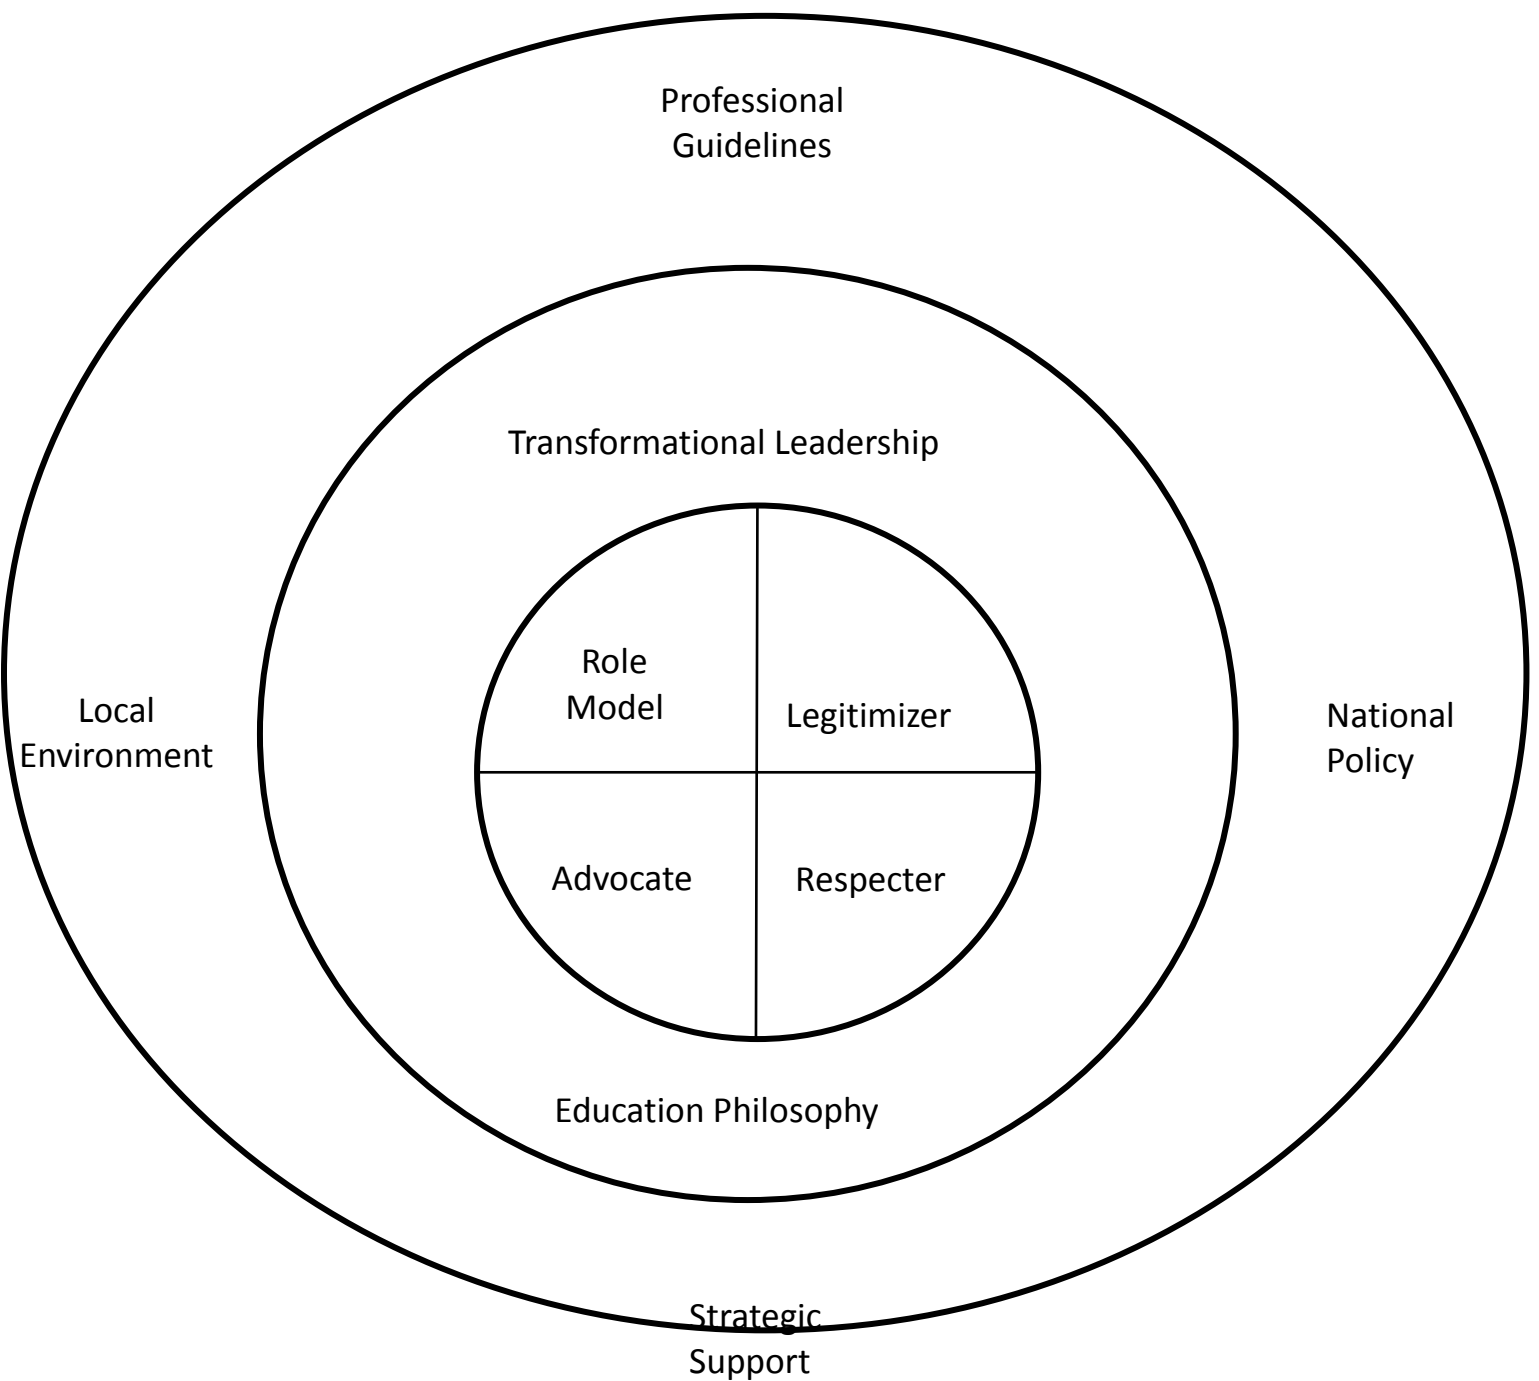 Professional
Guidelines
Transformational Leadership
Role
Model
Legitimizer
Local
Environment
National
Policy
Advocate
Respecter
Education Philosophy
Strategic
Support